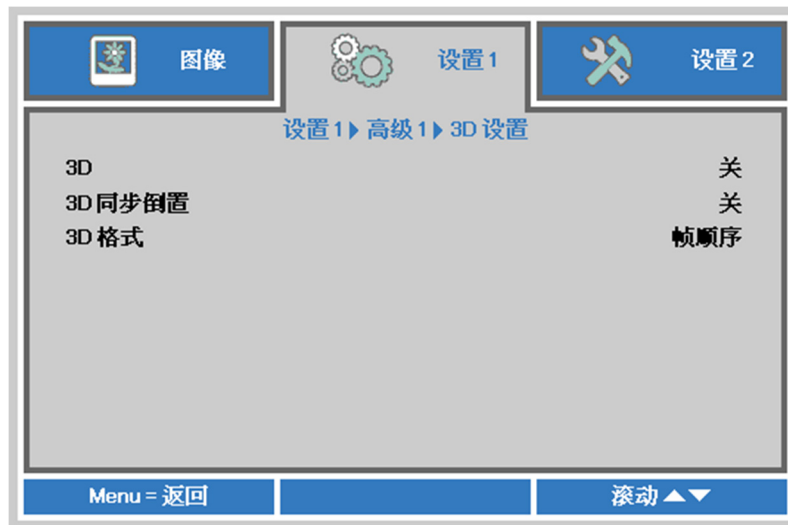 图像 设置 1 设置 2
设置 1▶高级 1▶3D 设置
3D 关
3D 同步倒置 关
3D 格式 帧顺序
Menu = 返回 滚动▲▼